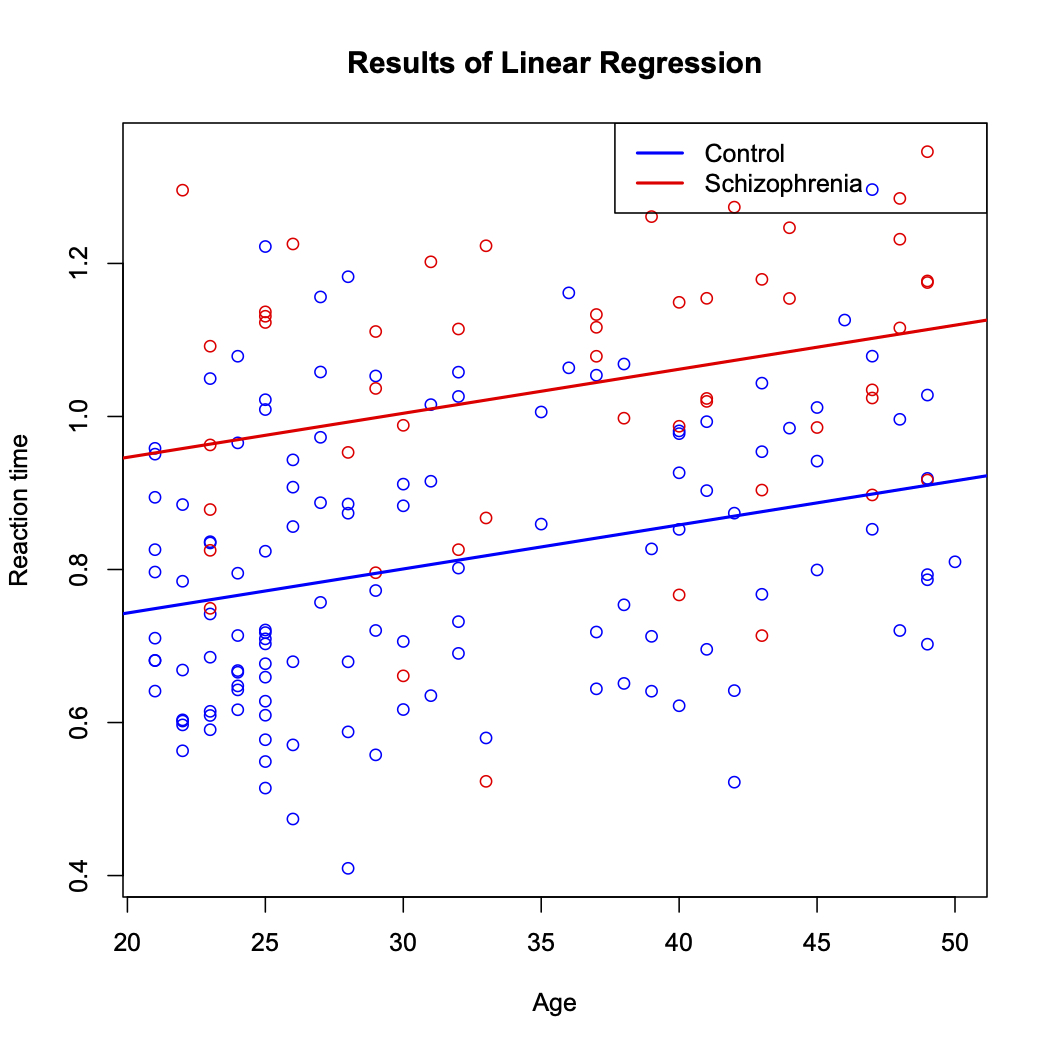 Results of Linear Regression
Control
Schizophrenia
Reaction time
1.2
1.0
0.8
0.6
0.4
20 25 30 35 40 45 50
Age